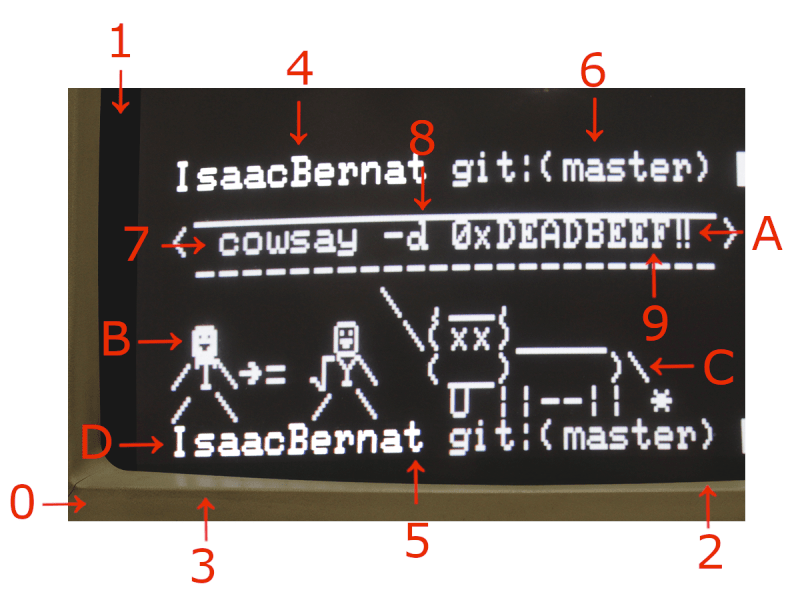 1
4
6
8
IsaacBernat git:(master)
7
< cowsay -d 0xDEADBEEF!! >
A
B
9
C
D
IsaacBernat git:(master)
0
3
5
2